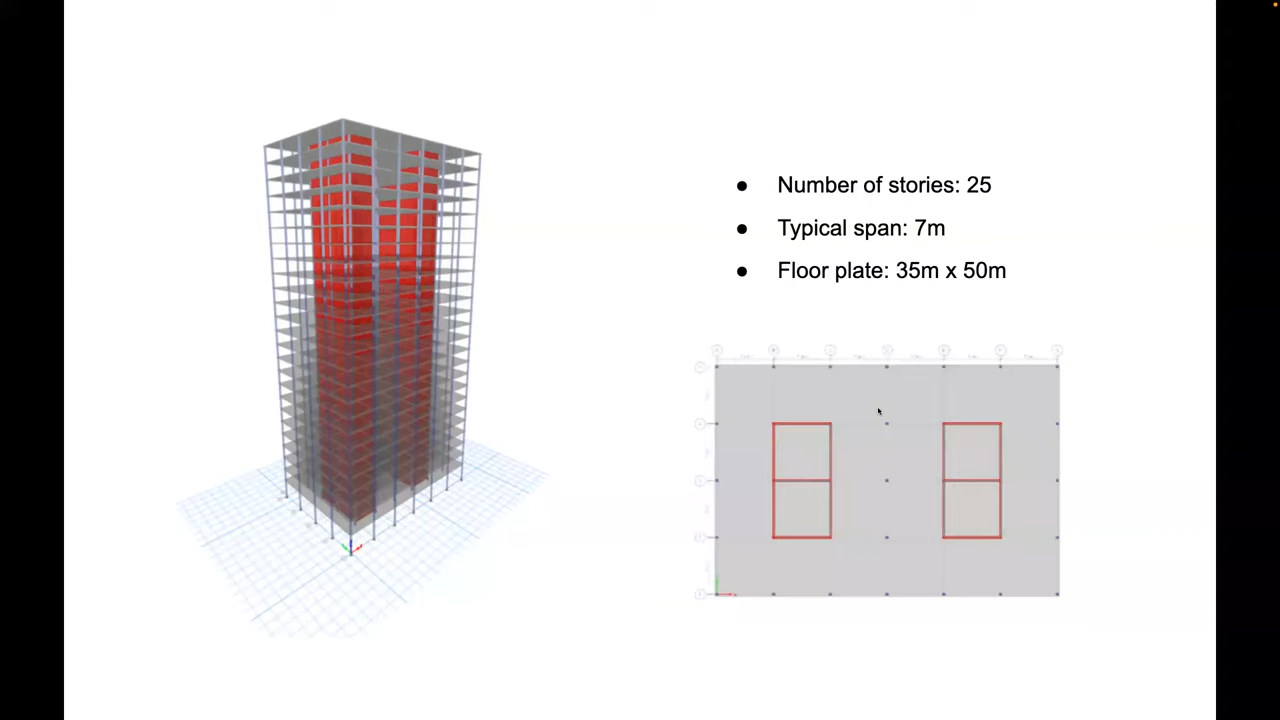 ● Number of stories: 25
● Typical span: 7m
● Floor plate: 35m x 50m